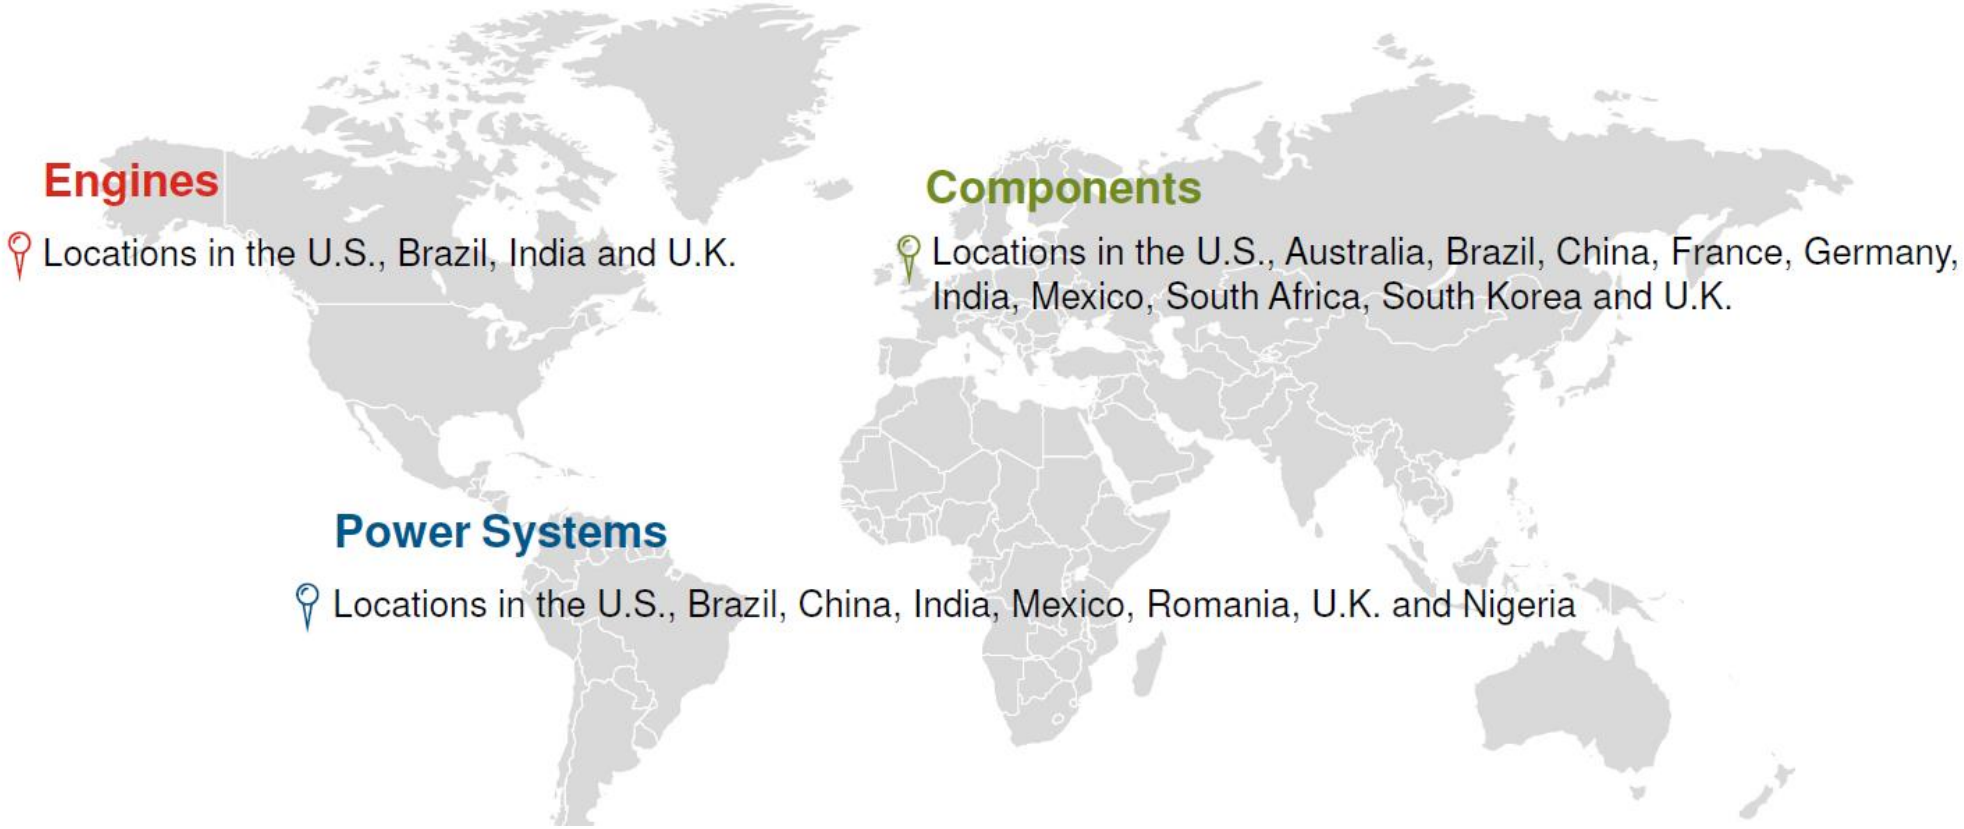 Engines
Locations in the U.S., Brazil, India and U.K.
Components
Locations in the U.S., Australia, Brazil, China, France, Germany,
India, Mexico, South Africa, South Korea and U.K.
Power Systems
Locations in the U.S., Brazil, China, India, Mexico, Romania, U.K. and Nigeria